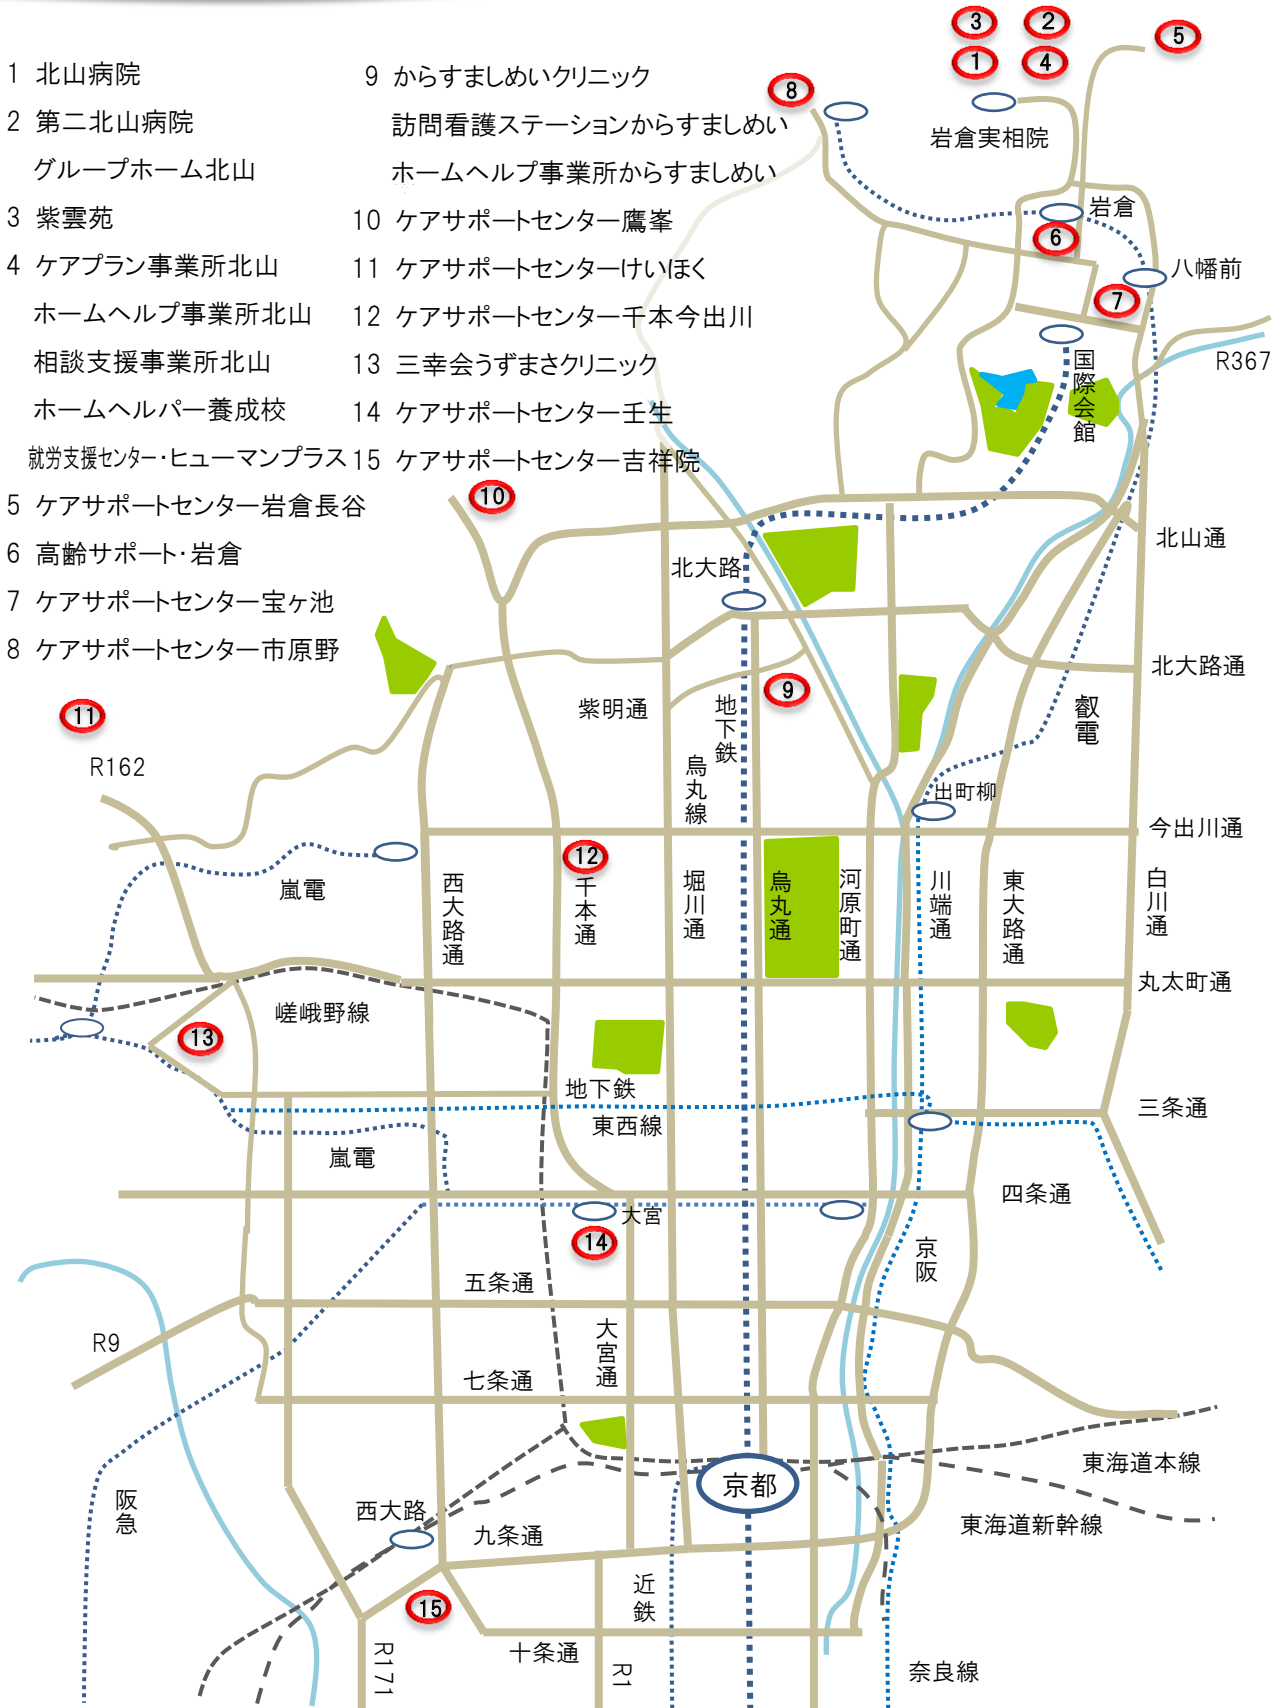 1 北山病院
2 第二北山病院
グループホーム北山
3 紫雲苑
4 ケアプラン事業所北山
ホームヘルプ事業所北山
相談支援事業所北山
ホームヘルパー養成校
就労支援センター・ヒューマンプラス
5 ケアサポートセンター岩倉長谷
6 高齢サポート・岩倉
7 ケアサポートセンター宝ヶ池
8 ケアサポートセンター市原野
9 からすましめいクリニック
訪問看護ステーションからすましめい
ホームヘルプ事業所からすましめい
10 ケアサポートセンター鷹峯
11 ケアサポートセンターけいほく
12 ケアサポートセンター千本今出川
13 三幸会うずまさクリニック
14 ケアサポートセンター壬生
15 ケアサポートセンター吉祥院
3
2
5
1
4
8
岩倉実相院
岩倉
6
八幡前
7
R367
国際会館
10
北山通
北大路
北大路通
9
紫明通
地下鉄
烏丸線
叡電
11
R162
出町柳
今出川通
12
嵐電
西大路通
千本通
堀川通
烏丸通
河原町通
川端通
東大路通
白川通
丸太町通
嵯峨野線
13
地下鉄
東西線
三条通
嵐電
四条通
大宮
14
京阪
五条通
R9
大宮通
七条通
東海道本線
京都
阪急
西大路
九条通
東海道新幹線
近鉄
15
十条通
R171
R1
奈良線